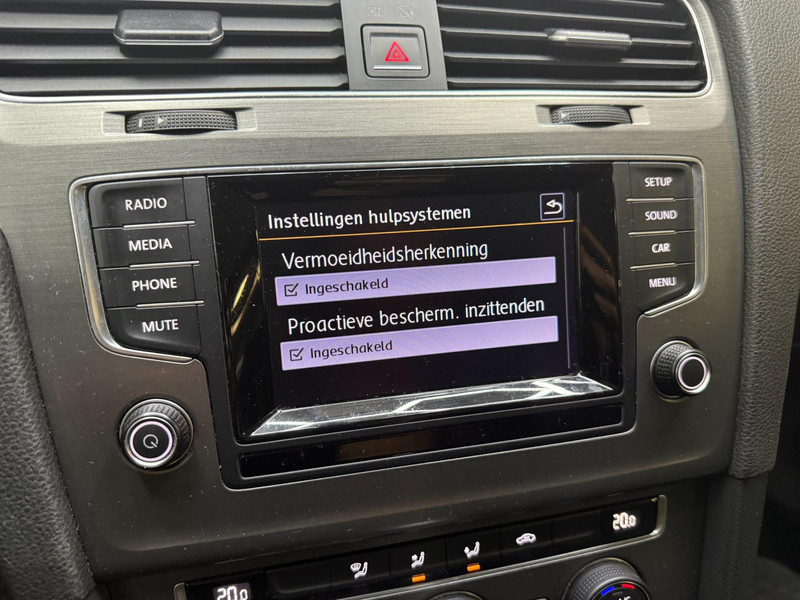 RADIO
MEDIA
PHONE
MUTE
Instellingen hulpsystemen
Vermoeidheidsherkenning
Ingeschakeld
Proactieve bescherm. inzittenden
Ingeschakeld
SETUP
SOUND
CAR
MENU
20.0
20.0